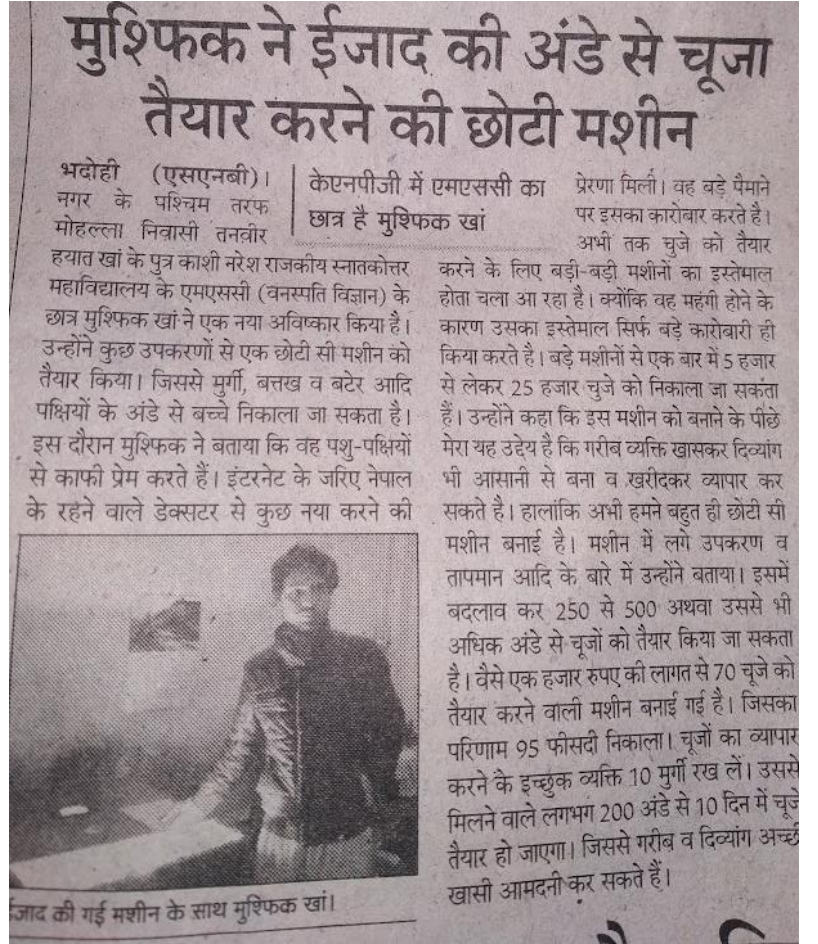 मुश्फिक ने ईजाद की अंडे से चूजा
तैयार करने की छोटी मशीन
केएनपीजी में एमएससी का
छात्र है मुश्फिक खां
भदोही (एसएनबी)।
नगर के पश्चिम तरफ
मोहल्ला निवासी तनवीर
हयात खां के पुत्र काशी नरेश राजकीय स्नातकोत्तर
महाविद्यालय के एमएससी (वनस्पति विज्ञान) के
छात्र मुश्फिक खां ने एक नया अविष्कार किया है।
उन्होंने कुछ उपकरणों से एक छोटी सी मशीन को
तैयार किया। जिससे मुर्गी, बत्तख व बटेर आदि
पक्षियों के अंडे से बच्चे निकाला जा सकता है।
इस दौरान मुश्फिक ने बताया कि वह पशु-पक्षियों
से काफी प्रेम करते हैं। इंटरनेट के जरिए नेपाल
के रहने वाले डेक्सटर से कुछ नया करने की
प्रेरणा मिली। वह बड़े पैमाने
पर इसका कारोबार करते है।
अभी तक चुजे को तैयार
करने के लिए बड़ी-बड़ी मशीनों का इस्तेमाल
होता चला आ रहा है। क्योंकि वह महंगी होने के
कारण उसका इस्तेमाल सिर्फ बड़े कारोबारी ही
किया करते है। बड़े मशीनों से एक बार में 5 हजार
से लेकर 25 हजार चुजे को निकाला जा सकता
हैं। उन्होंने कहा कि इस मशीन को बनाने के पीछे
मेरा यह उद्देय है कि गरीब व्यक्ति खासकर दिव्यांग
भी आसानी से बना व खरीदकर व्यापार कर
सकते है। हालांकि अभी हमने बहुत ही छोटी सी
मशीन बनाई है। मशीन में लगे उपकरण व
तापमान आदि के बारे में उन्होंने बताया। इसमें
बदलाव कर 250 से 500 अथवा उससे भी
अधिक अंडे से चूजों को तैयार किया जा सकता
है। वैसे एक हजार रुपए की लागत से 70 चूजे को
तैयार करने वाली मशीन बनाई गई है। जिसका
परिणाम 95 फीसदी निकाला। चूजों का व्यापार
करने के इच्छुक व्यक्ति 10 मुर्गी रख लें। उससे
मिलने वाले लगभग 200 अंडे से 10 दिन में चूजे
तैयार हो जाएगा। जिससे गरीब व दिव्यांग अच्छी
खासी आमदनी कर सकते हैं।
ईजाद की गई मशीन के साथ मुश्फिक खां।